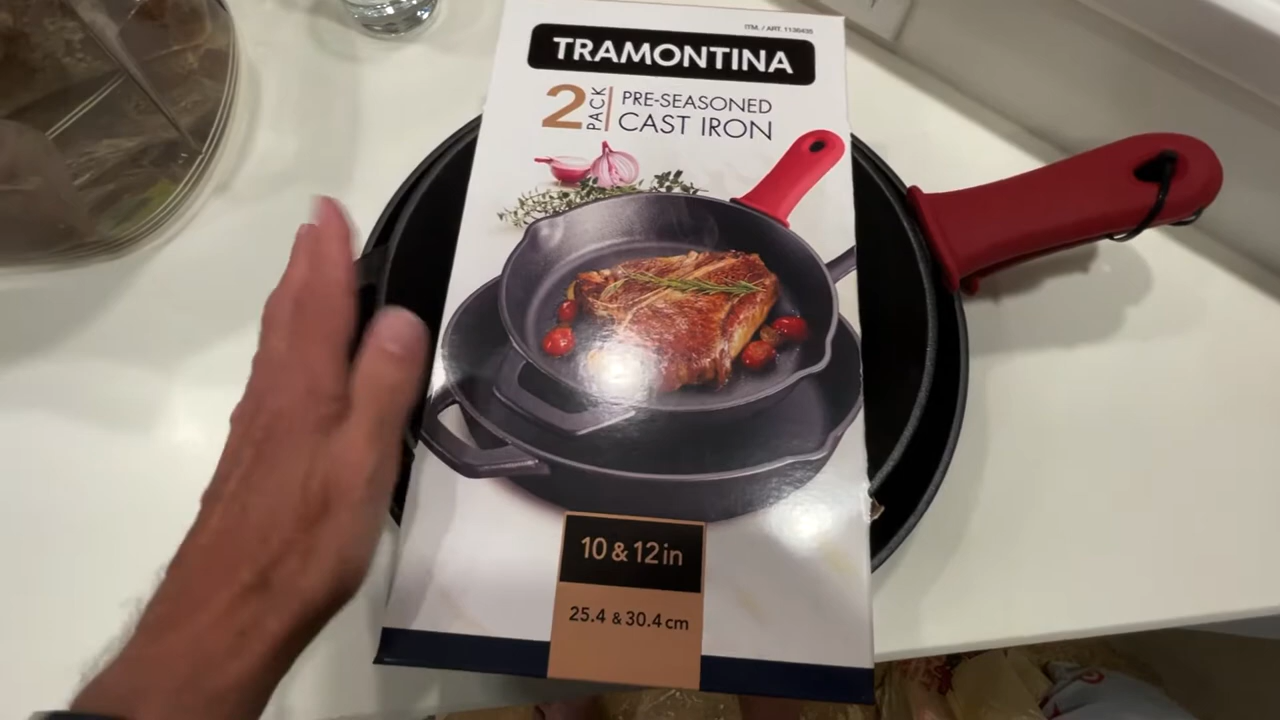 ITM. / ART. 1136435
TRAMONTINA
2 PACK
PRE-SEASONED
CAST IRON
10 & 12 in
25.4 & 30.4 cm